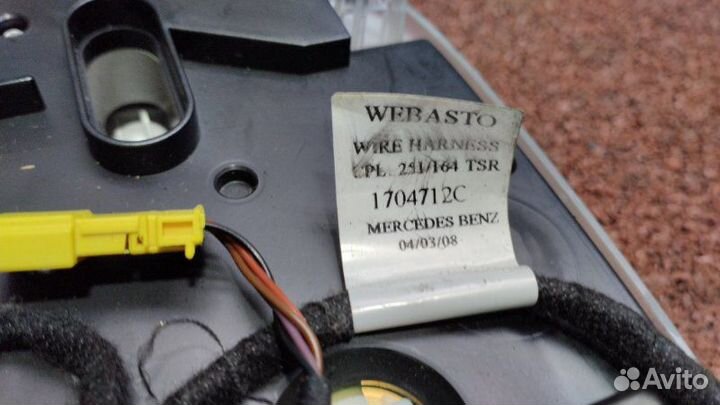 WEBASTO
WIRE HARNESS
CPL. 251/164 TSR
1704712C
MERCEDES BENZ
04/03/08
Avito